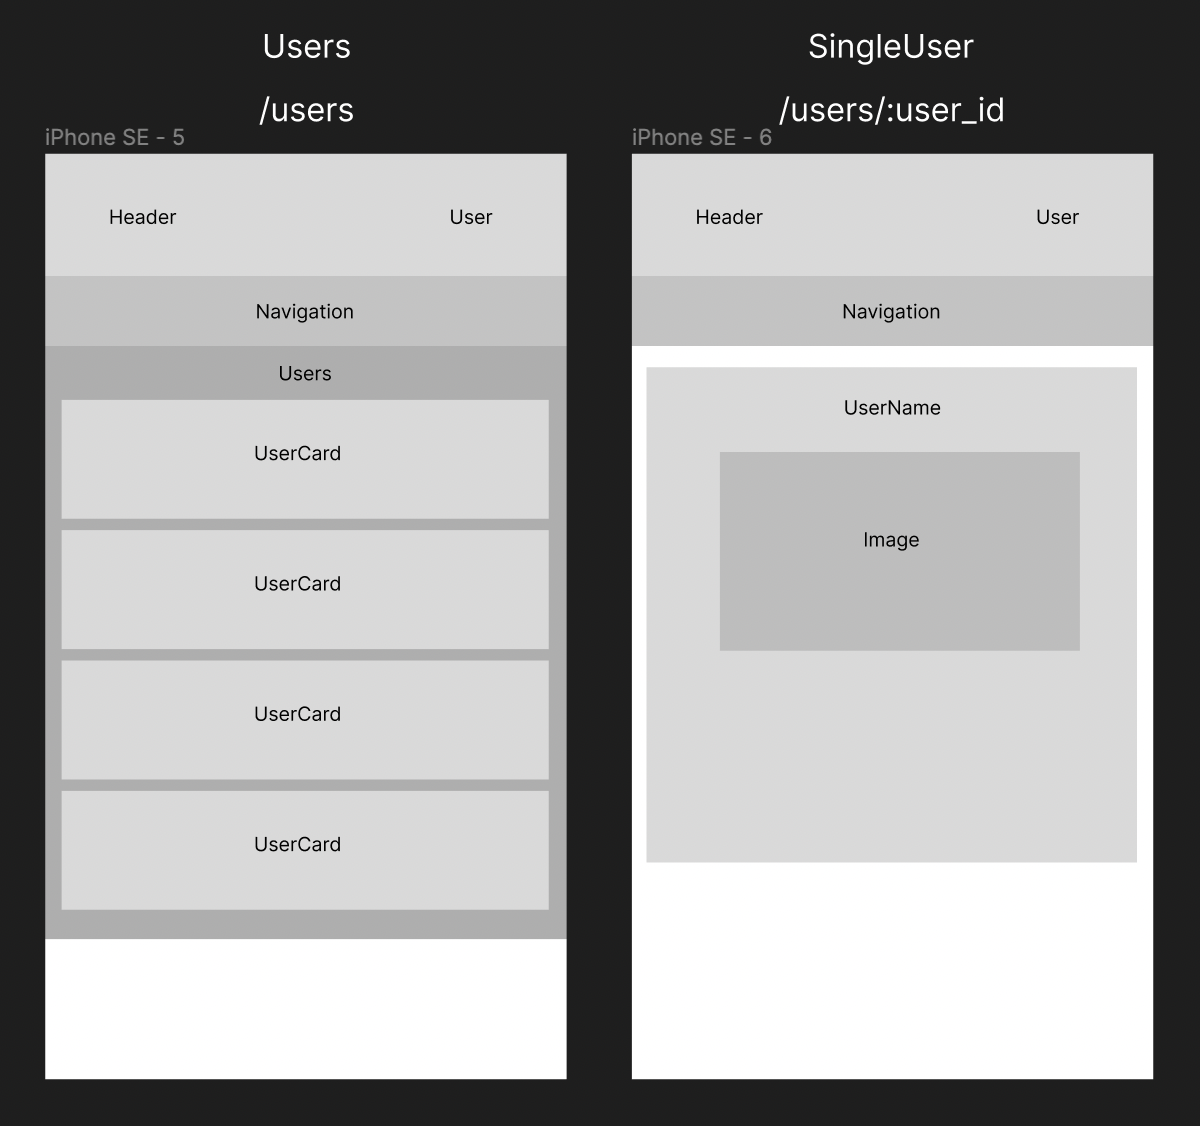 Users
/users
iPhone SE - 5
Header User
Navigation
Users
UserCard
UserCard
UserCard
UserCard
SingleUser
/users/:user_id
iPhone SE - 6
Header User
Navigation
UserName
Image